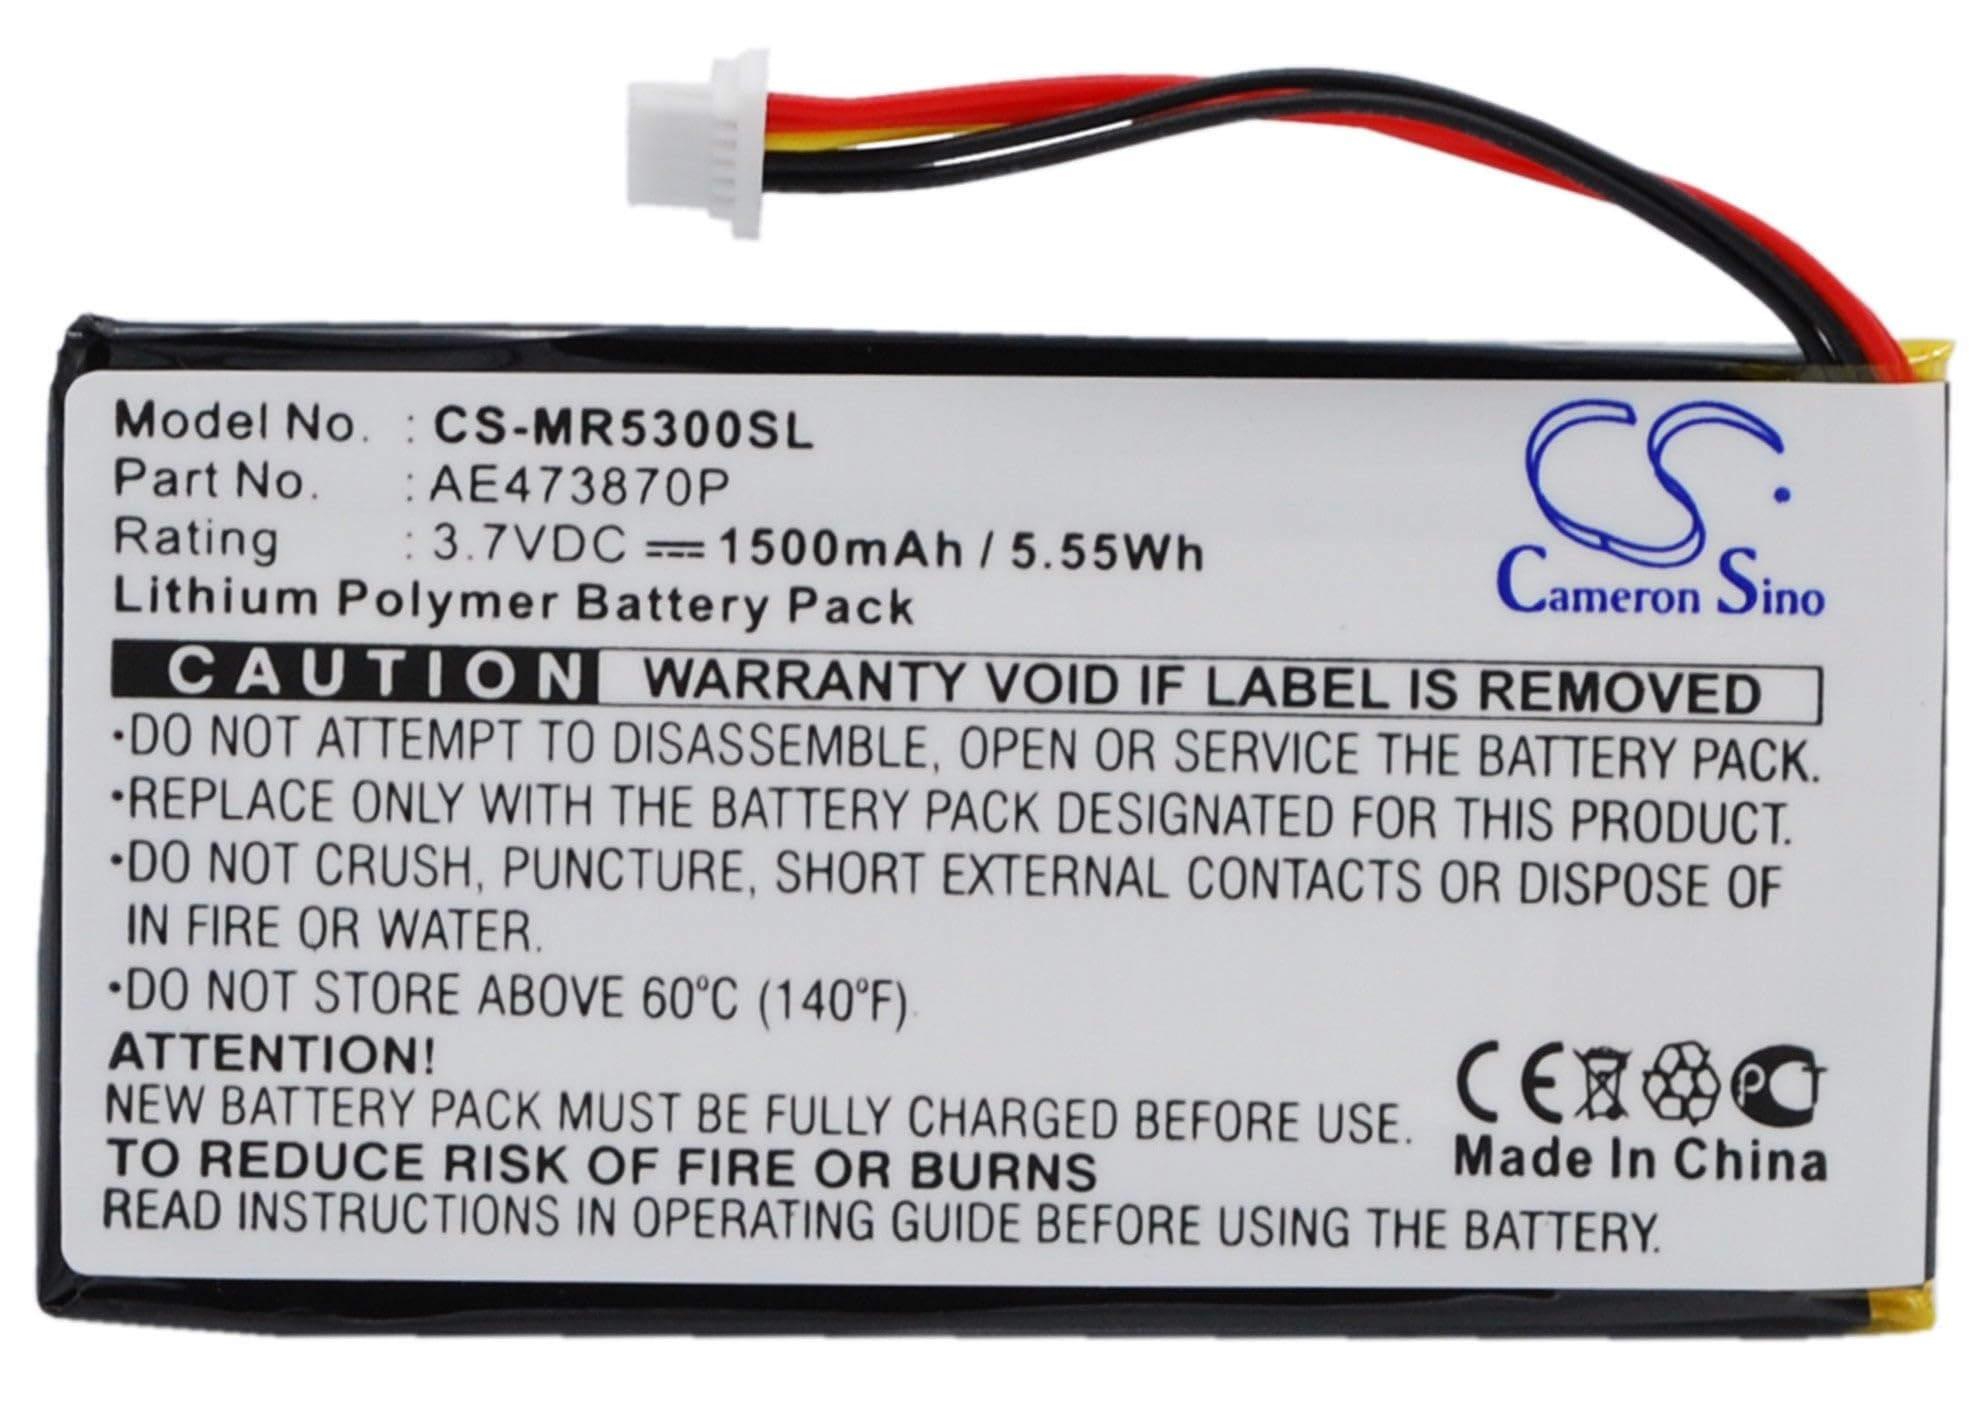 Model No. : CS-MR5300SL
Part No. : AE473870P
Rating : 3.7VDC ⎓ 1500mAh / 5.55Wh
Lithium Polymer Battery Pack
CS
Cameron Sino
CAUTION WARRANTY VOID IF LABEL IS REMOVED
•DO NOT ATTEMPT TO DISASSEMBLE, OPEN OR SERVICE THE BATTERY PACK.
•REPLACE ONLY WITH THE BATTERY PACK DESIGNATED FOR THIS PRODUCT.
•DO NOT CRUSH, PUNCTURE, SHORT EXTERNAL CONTACTS OR DISPOSE OF
IN FIRE OR WATER.
•DO NOT STORE ABOVE 60°C (140°F).
ATTENTION!
NEW BATTERY PACK MUST BE FULLY CHARGED BEFORE USE.
TO REDUCE RISK OF FIRE OR BURNS
READ INSTRUCTIONS IN OPERATING GUIDE BEFORE USING THE BATTERY.
CE PCT
Made In China